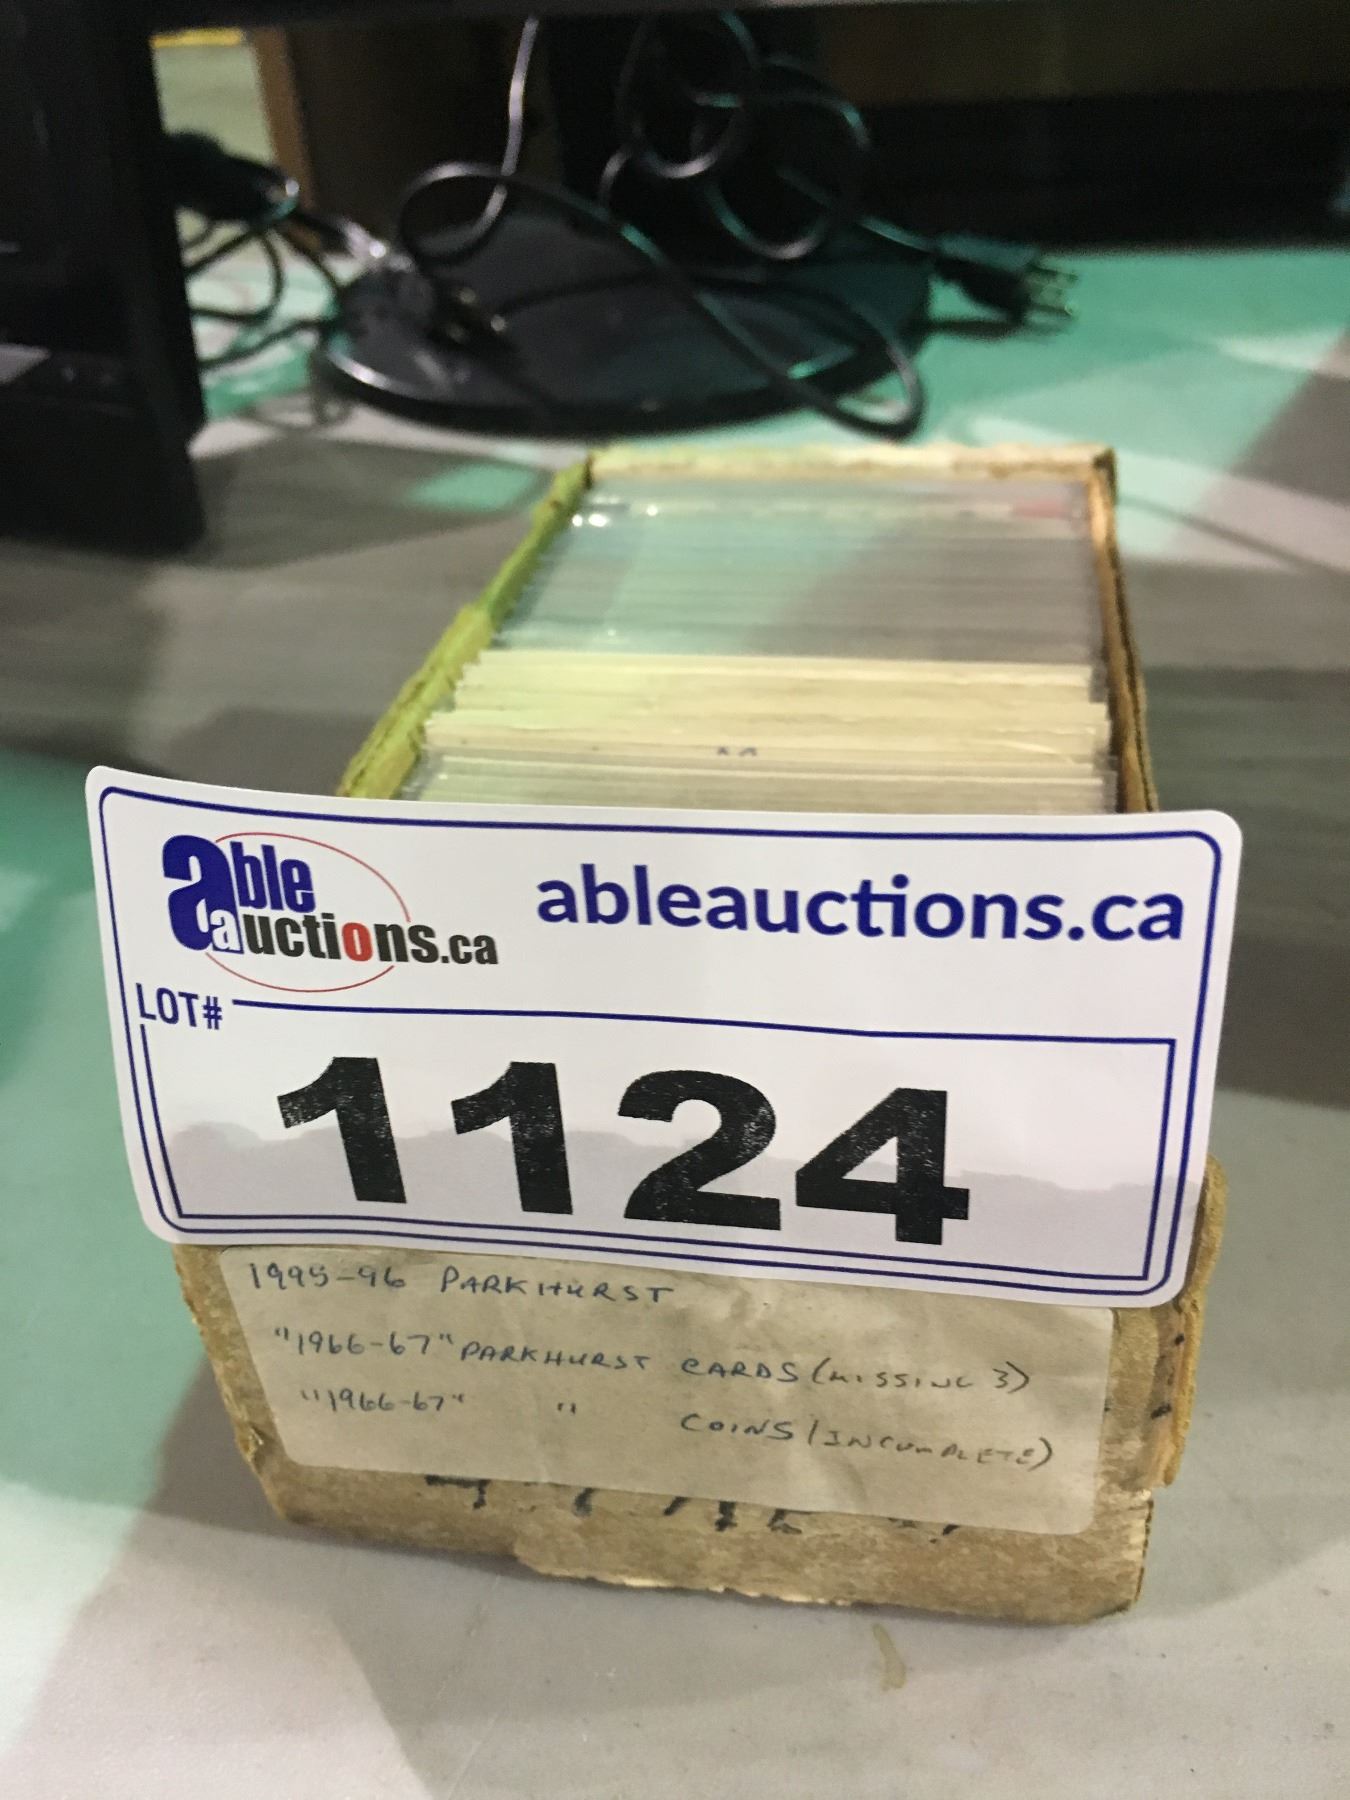 able auctions.ca
ableauctions.ca
LOT#
1124
1995-96 PARKHURST
"1966-67" PARKHURST CARDS (MISSING 3)
"1966-67" " COINS (INCOMPLETE)